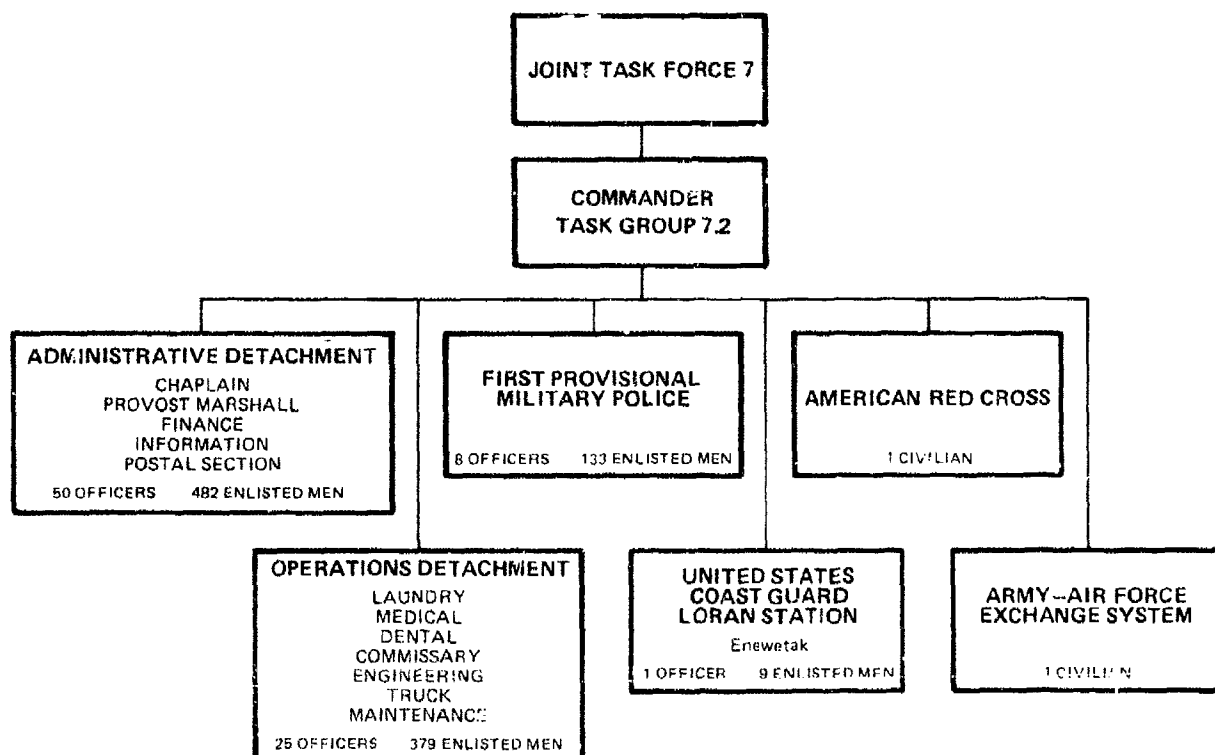 JOINT TASK FORCE 7
COMMANDER
TASK GROUP 7.2
ADMINISTRATIVE DETACHMENT
CHAPLAIN
PROVOST MARSHALL
FINANCE
INFORMATION
POSTAL SECTION
50 OFFICERS 482 ENLISTED MEN
FIRST PROVISIONAL
MILITARY POLICE
8 OFFICERS 133 ENLISTED MEN
AMERICAN RED CROSS
1 CIVILIAN
OPERATIONS DETACHMENT
LAUNDRY
MEDICAL
DENTAL
COMMISSARY
ENGINEERING
TRUCK
MAINTENANCE
25 OFFICERS 379 ENLISTED MEN
UNITED STATES
COAST GUARD
LORAN STATION
Enewetak
1 OFFICER 9 ENLISTED MEN
ARMY–AIR FORCE
EXCHANGE SYSTEM
1 CIVILIAN